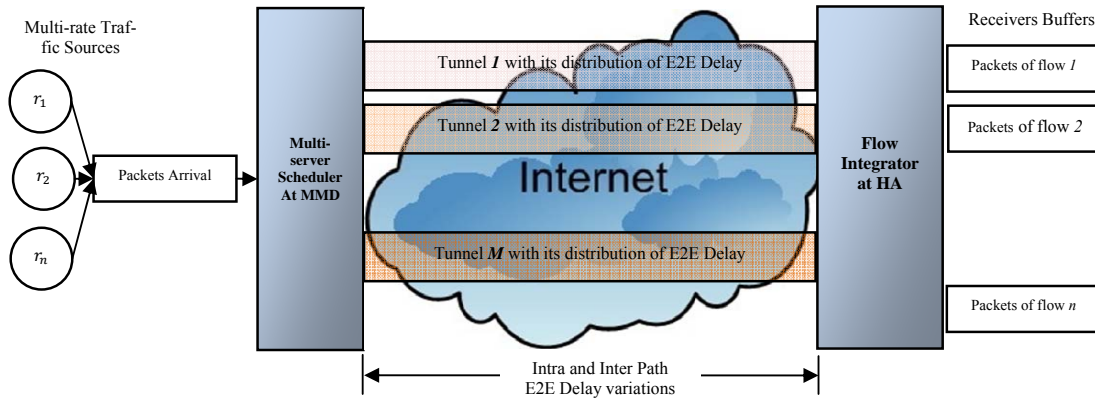 Multi-rate Traf-
fic Sources
r1
r2
rn
Packets Arrival
Multi-
server
Scheduler
At MMD
Tunnel 1 with its distribution of E2E Delay
Tunnel 2 with its distribution of E2E Delay
Internet
Tunnel M with its distribution of E2E Delay
Intra and Inter Path
E2E Delay variations
Flow
Integrator
at HA
Receivers Buffers
Packets of flow 1
Packets of flow 2
Packets of flow n